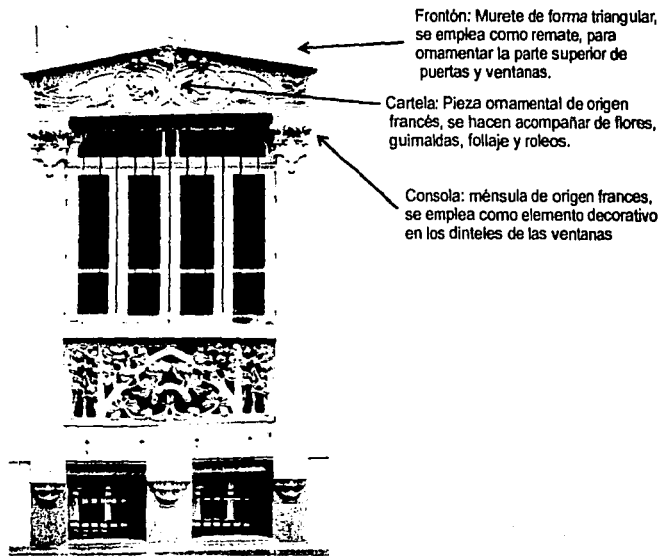 Frontón: Murete de forma triangular,
se emplea como remate, para
ornamentar la parte superior de
puertas y ventanas.
Cartela: Pieza ornamental de origen
francés, se hacen acompañar de flores,
guirnaldas, follaje y roleos.
Consola: ménsula de origen frances,
se emplea como elemento decorativo
en los dinteles de las ventanas